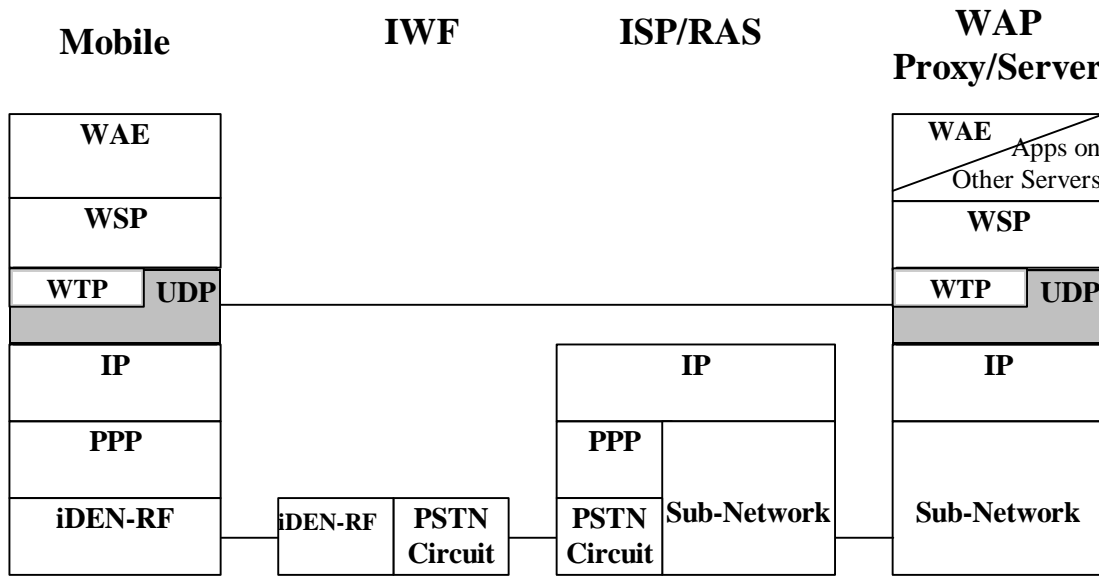 Mobile
IWF
ISP/RAS
WAP
Proxy/Server
WAE
WSP
WTP
UDP
IP
PPP
iDEN-RF
iDEN-RF
PSTN
Circuit
IP
PPP
PSTN
Circuit
Sub-Network
WAE
Apps on
Other Servers
WSP
WTP
UDP
IP
Sub-Network